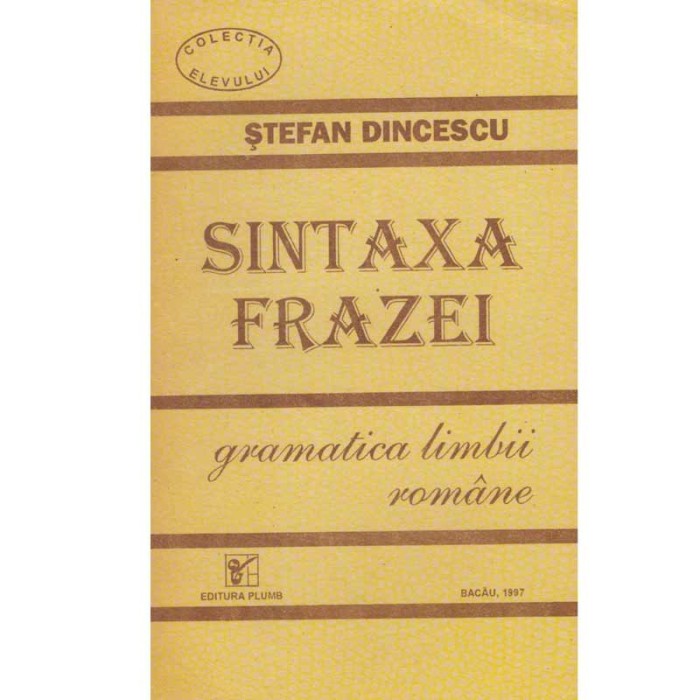 COLECȚIA
ELEVULUI
ȘTEFAN DINCESCU
SINTAXA
FRAZEI
gramatica limbii
române
EDITURA PLUMB
BACĂU, 1997